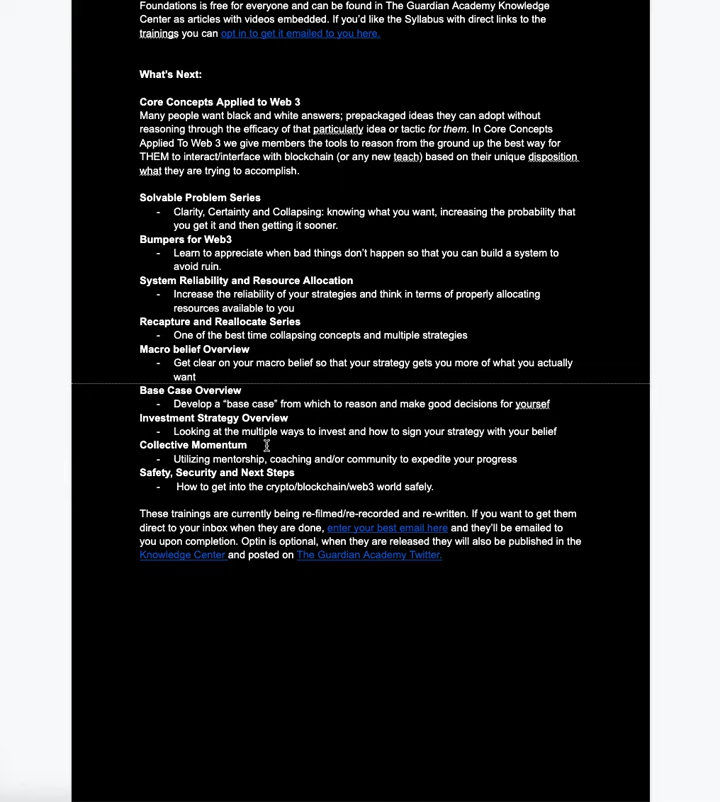 Foundations is free for everyone and can be found in The Guardian Academy Knowledge
Center as articles with videos embedded. If you'd like the Syllabus with direct links to the
trainings you can opt in to get it emailed to you here.
What's Next:
Core Concepts Applied to Web 3
Many people want black and white answers; prepackaged ideas they can adopt without
reasoning through the efficacy of that particularly idea or tactic for them. In Core Concepts
Applied To Web 3 we give members the tools to reason from the ground up the best way for
THEM to interact/interface with blockchain (or any new teach) based on their unique disposition
what they are trying to accomplish.
Solvable Problem Series
- Clarity, Certainty and Collapsing: knowing what you want, increasing the probability that
you get it and then getting it sooner.
Bumpers for Web3
- Learn to appreciate when bad things don't happen so that you can build a system to
avoid ruin.
System Reliability and Resource Allocation
- Increase the reliability of your strategies and think in terms of properly allocating
resources available to you
Recapture and Reallocate Series
- One of the best time collapsing concepts and multiple strategies
Macro belief Overview
- Get clear on your macro belief so that your strategy gets you more of what you actually
want
Base Case Overview
- Develop a "base case" from which to reason and make good decisions for yoursef
Investment Strategy Overview
- Looking at the multiple ways to invest and how to sign your strategy with your belief
Collective Momentum
- Utilizing mentorship, coaching and/or community to expedite your progress
Safety, Security and Next Steps
- How to get into the crypto/blockchain/web3 world safely.
These trainings are currently being re-filmed/re-recorded and re-written. If you want to get them
direct to your inbox when they are done, enter your best email here and they'll be emailed to
you upon completion. Optin is optional, when they are released they will also be published in the
Knowledge Center and posted on The Guardian Academy Twitter.